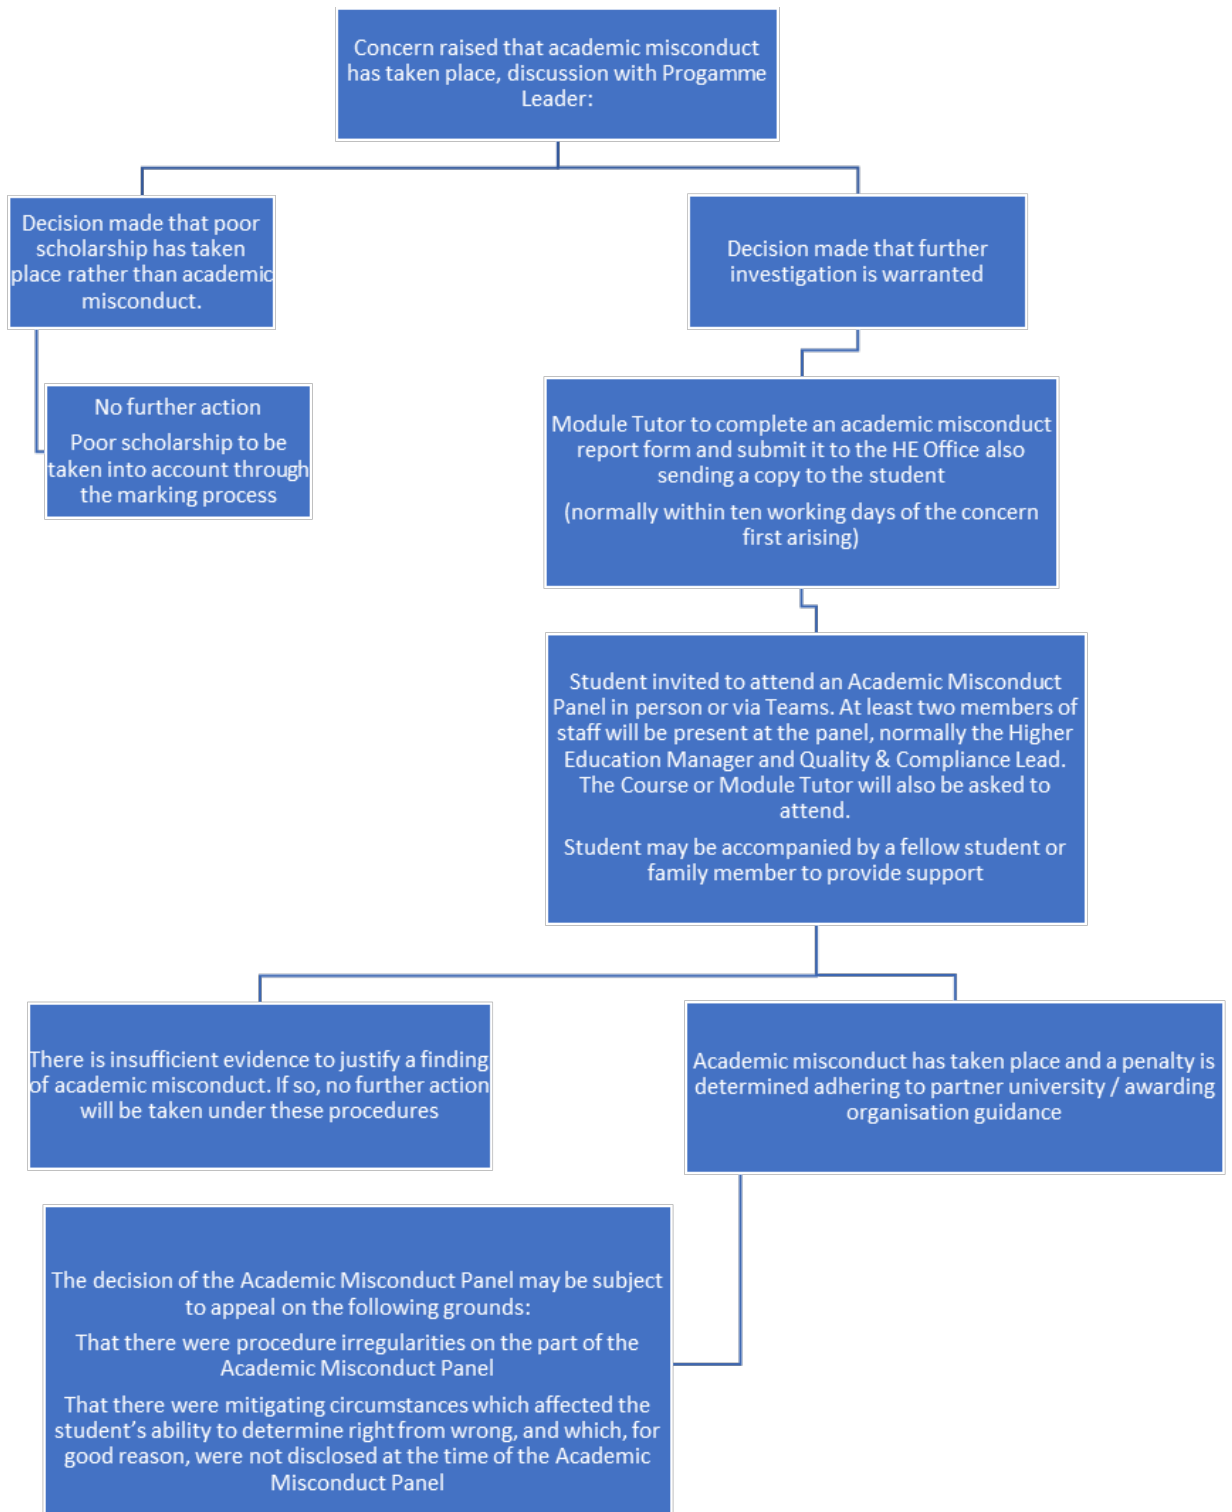 Concern raised that academic misconduct
has taken place, discussion with Progamme
Leader:
Decision made that poor
scholarship has taken
place rather than academic
misconduct.
Decision made that further
investigation is warranted
No further action
Poor scholarship to be
taken into account through
the marking process
Module Tutor to complete an academic misconduct
report form and submit it to the HE Office also
sending a copy to the student
(normally within ten working days of the concern
first arising)
Student invited to attend an Academic Misconduct
Panel in person or via Teams. At least two members of
staff will be present at the panel, normally the Higher
Education Manager and Quality & Compliance Lead.
The Course or Module Tutor will also be asked to
attend.
Student may be accompanied by a fellow student or
family member to provide support
There is insufficient evidence to justify a finding
of academic misconduct. If so, no further action
will be taken under these procedures
Academic misconduct has taken place and a penalty is
determined adhering to partner university / awarding
organisation guidance
The decision of the Academic Misconduct Panel may be subject
to appeal on the following grounds:
That there were procedure irregularities on the part of the
Academic Misconduct Panel
That there were mitigating circumstances which affected the
student’s ability to determine right from wrong, and which, for
good reason, were not disclosed at the time of the Academic
Misconduct Panel